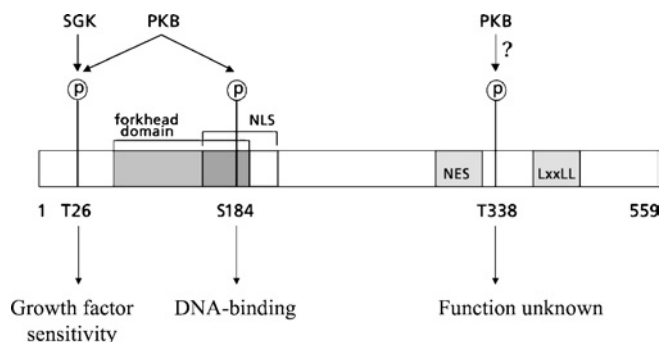 SGK PKB PKB
?
p p p
forkhead
domain NLS
NES LxxLL
1 T26 S184 T338 559
Growth factor
sensitivity
DNA-binding
Function unknown